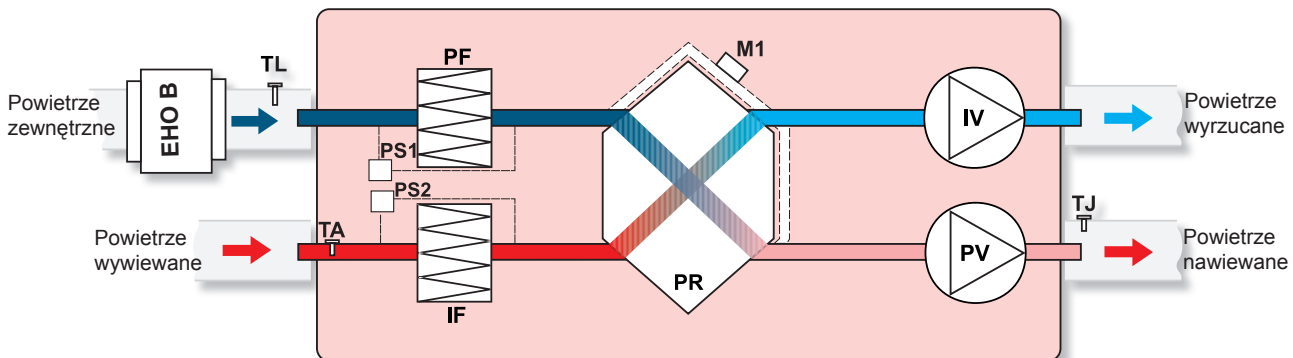 Powietrze
zewnętrzne
EHO B
TL
PF
M1
IV
Powietrze
wyrzucane
PS1
PS2
Powietrze
wywiewane
TA
IF
PR
PV
TJ
Powietrze
nawiewane